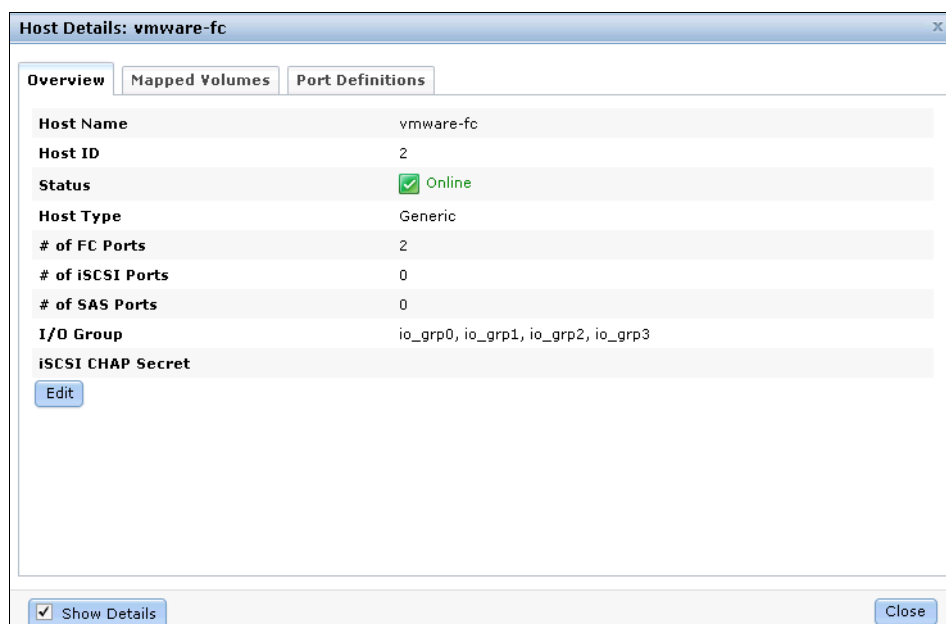 Host Details: vmware-fc x
Overview Mapped Volumes Port Definitions
Host Name vmware-fc
Host ID 2
Status Online
Host Type Generic
# of FC Ports 2
# of iSCSI Ports 0
# of SAS Ports 0
I/O Group io_grp0, io_grp1, io_grp2, io_grp3
iSCSI CHAP Secret
Edit
Show Details Close